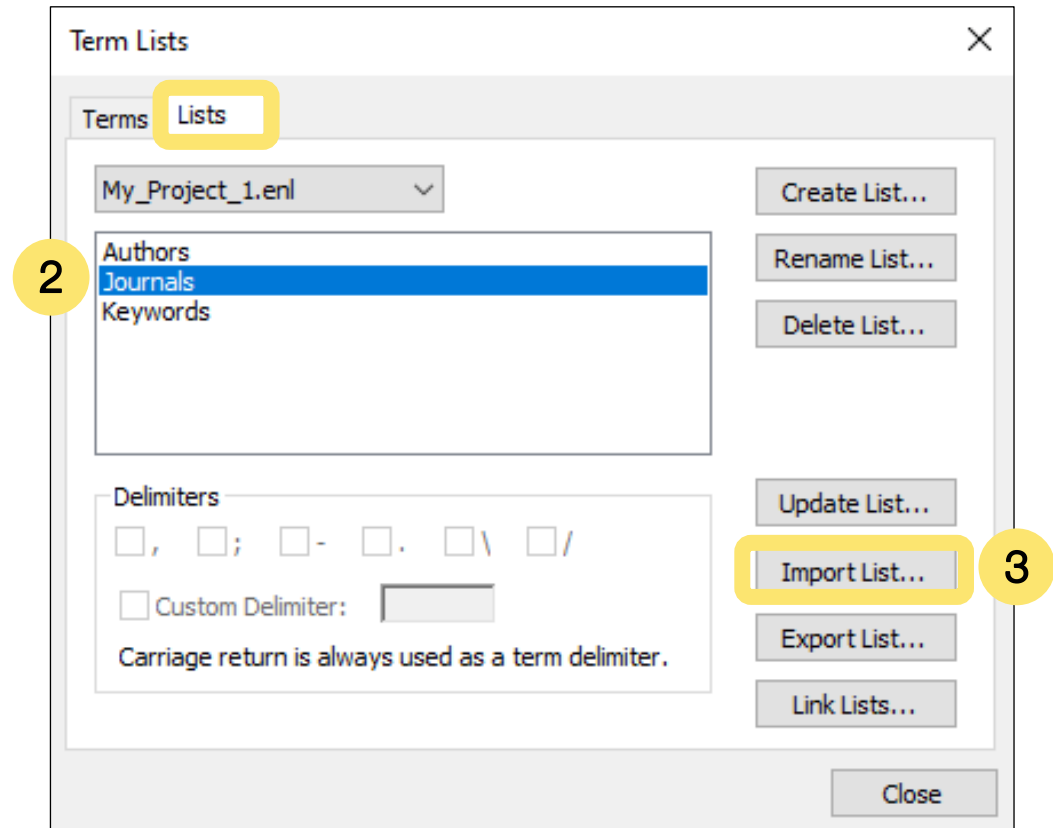 Term Lists
Terms
Lists
My_Project_1.enl
Create List...
2
Authors
Journals
Keywords
Rename List...
Delete List...
Delimiters
, ; - . \ /
Custom Delimiter:
Carriage return is always used as a term delimiter.
Update List...
Import List...
3
Export List...
Link Lists...
Close